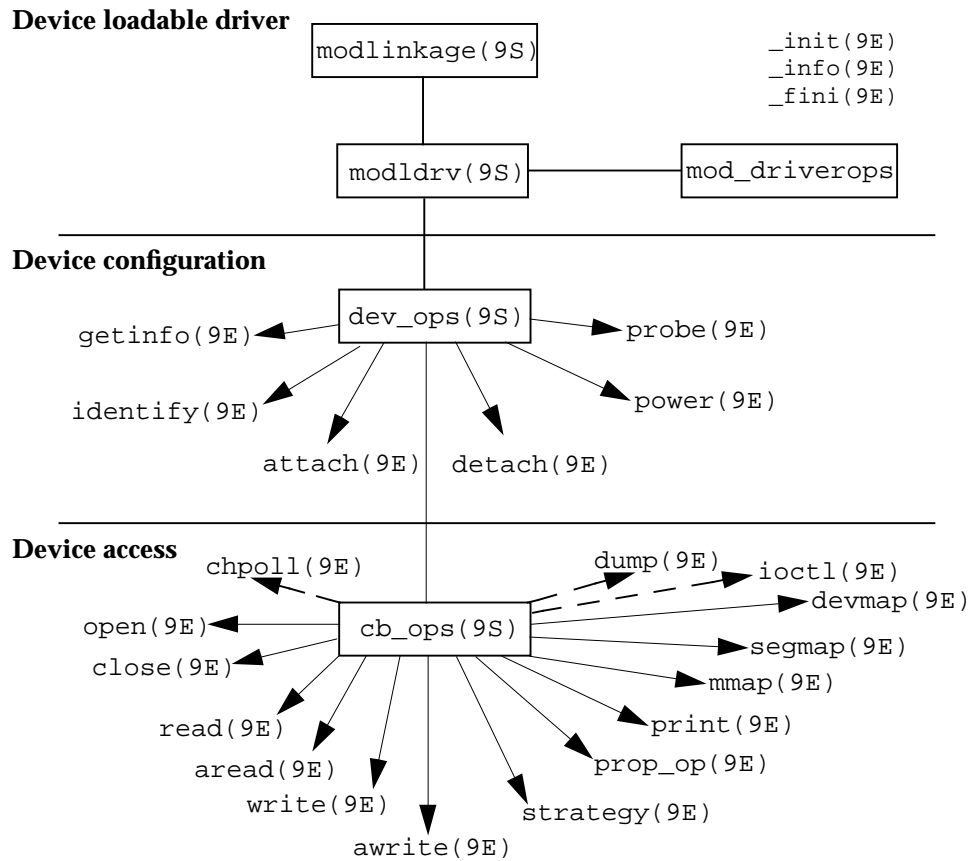 Device loadable driver
modlinkage(9S)
_init(9E)
_info(9E)
_fini(9E)
modldrv(9S)
mod_driverops
Device configuration
dev_ops(9S)
getinfo(9E)
probe(9E)
identify(9E)
power(9E)
attach(9E)
detach(9E)
Device access
chpoll(9E)
dump(9E)
ioctl(9E)
devmap(9E)
open(9E)
cb_ops(9S)
segmap(9E)
close(9E)
mmap(9E)
read(9E)
print(9E)
aread(9E)
prop_op(9E)
write(9E)
strategy(9E)
awrite(9E)